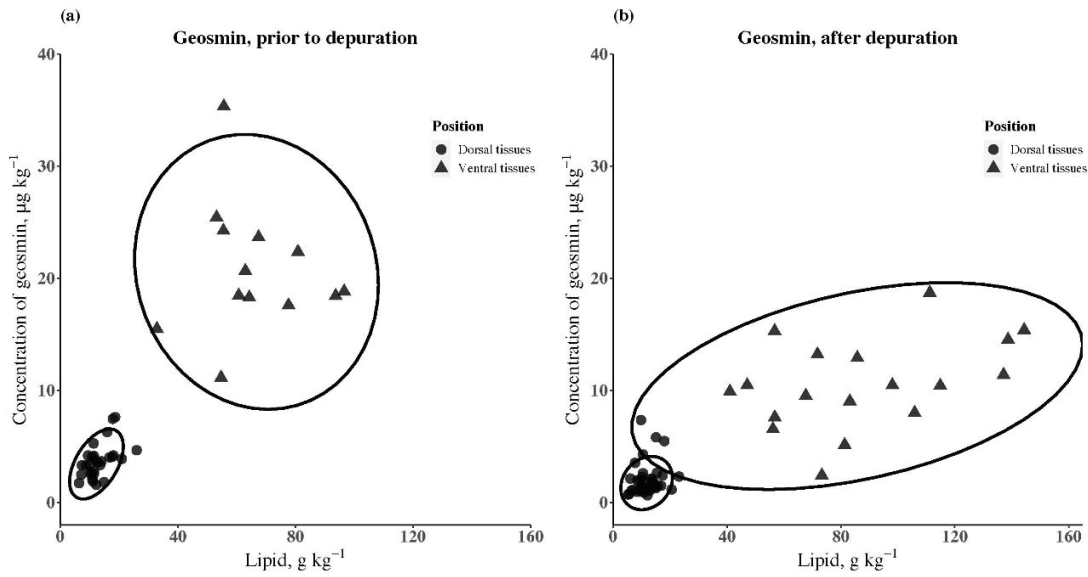 (a)
Geosmin, prior to depuration
40
30
20
10
0
Concentration of geosmin, µg kg⁻¹
Position
Dorsal tissues
Ventral tissues
0 40 80 120 160
Lipid, g kg⁻¹
(b)
Geosmin, after depuration
40
30
20
10
0
Concentration of geosmin, µg kg⁻¹
Position
Dorsal tissues
Ventral tissues
0 40 80 120 160
Lipid, g kg⁻¹